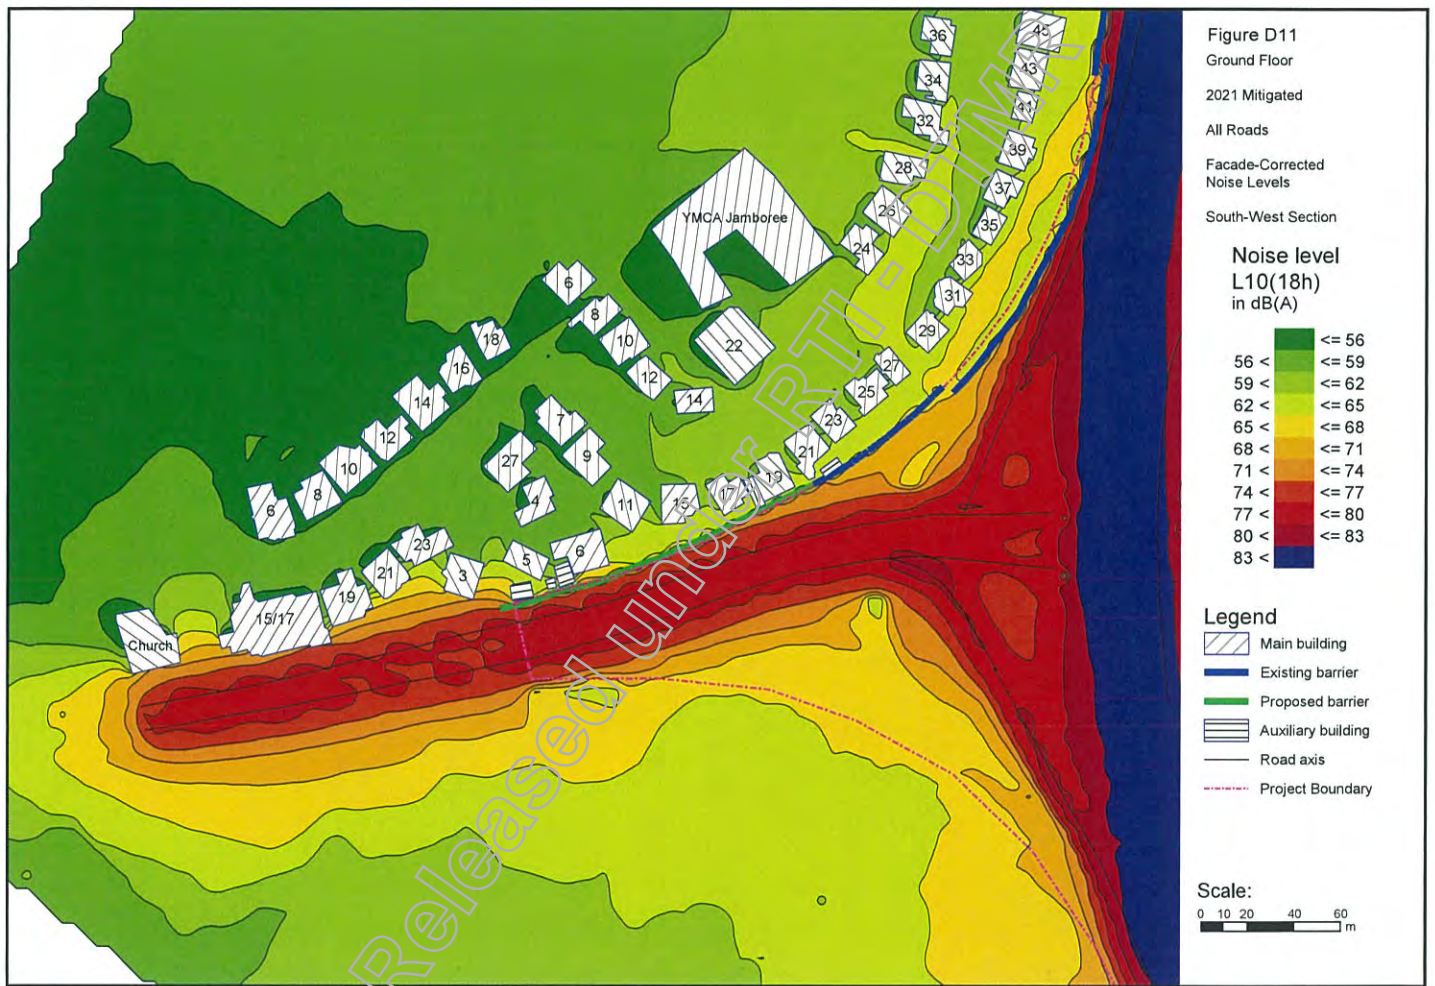 Figure D11
Ground Floor
2021 Mitigated
All Roads
Facade-Corrected
Noise Levels
South-West Section
Noise level
L10(18h)
in dB(A)
<= 56
56 < <= 59
59 < <= 62
62 < <= 65
65 < <= 68
68 < <= 71
71 < <= 74
74 < <= 77
77 < <= 80
80 < <= 83
83 <
Legend
Main building
Existing barrier
Proposed barrier
Auxiliary building
Road axis
Project Boundary
Scale:
0 10 20 40 60
m
36
45
34
43
32
41
39
28
37
26
YMCA Jamboree
35
24
33
6
31
8
29
18
10
22
16
27
12
25
14
14
7
23
12
21
9
10
27
19
8
4
17
6
11
15
23
6
5
21
3
19
15/17
Church
Released under RTI - DTMR